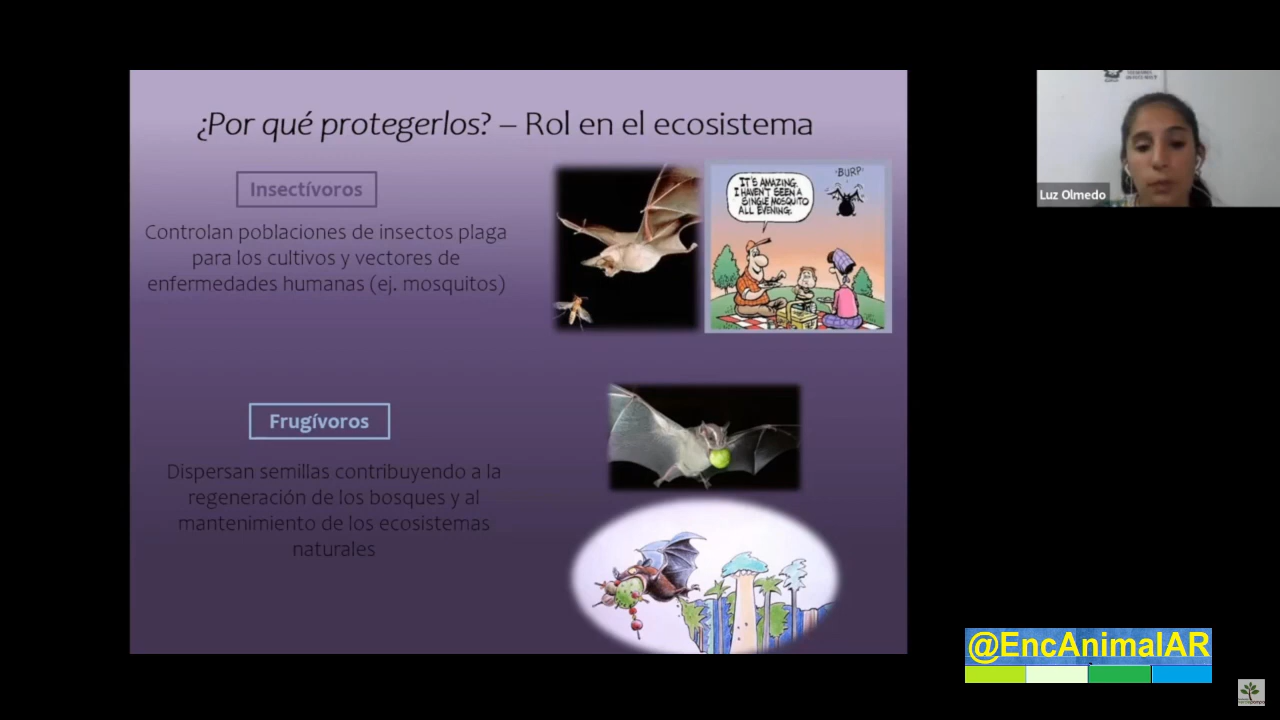 ¿Por qué protegerlos? – Rol en el ecosistema
Insectívoros
Controlan poblaciones de insectos plaga
para los cultivos y vectores de
enfermedades humanas (ej. mosquitos)
IT'S AMAZING.
I HAVEN'T SEEN A
SINGLE MOSQUITO
ALL EVENING.
*BURP*
Frugívoros
Dispersan semillas contribuyendo a la
regeneración de los bosques y al
mantenimiento de los ecosistemas
naturales
Luz Olmedo
@EncAnimalAR